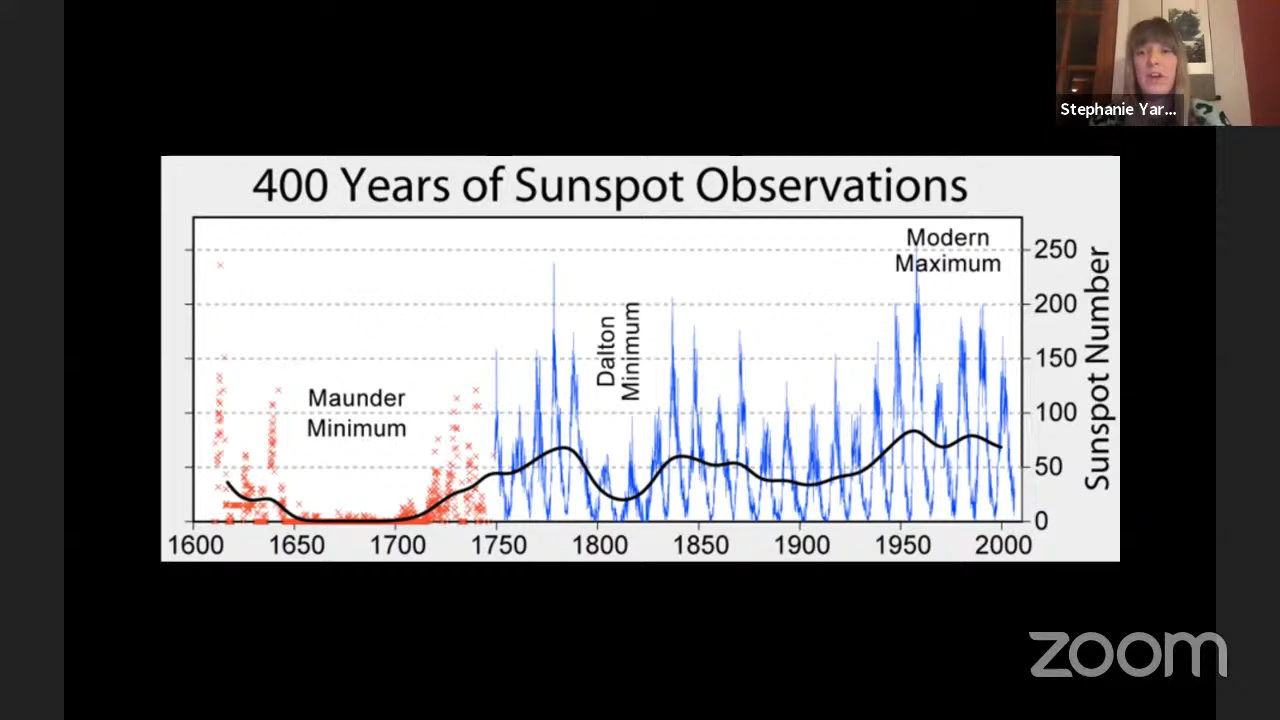 Stephanie Yar...
400 Years of Sunspot Observations
Modern
Maximum
Dalton
Minimum
Maunder
Minimum
250
200
150
100
50
0
Sunspot Number
1600 1650 1700 1750 1800 1850 1900 1950 2000
zoom